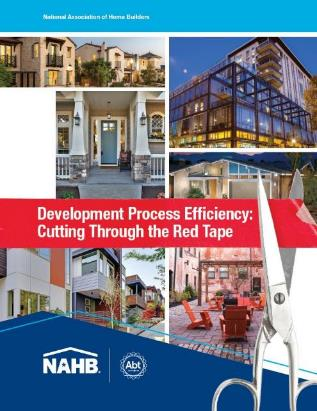 National Association of Home Builders
Development Process Efficiency:
Cutting Through the Red Tape
NAHB.
Abt